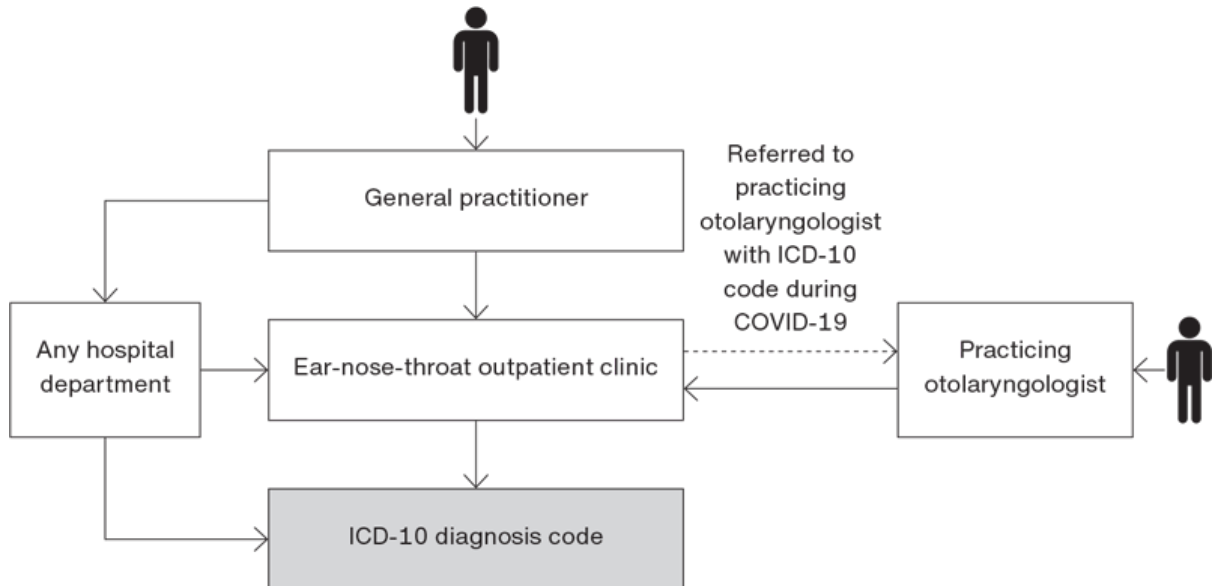 General practitioner
Referred to
practicing
otolaryngologist
with ICD-10
code during
COVID-19
Any hospital
department
Ear-nose-throat outpatient clinic
Practicing
otolaryngologist
ICD-10 diagnosis code